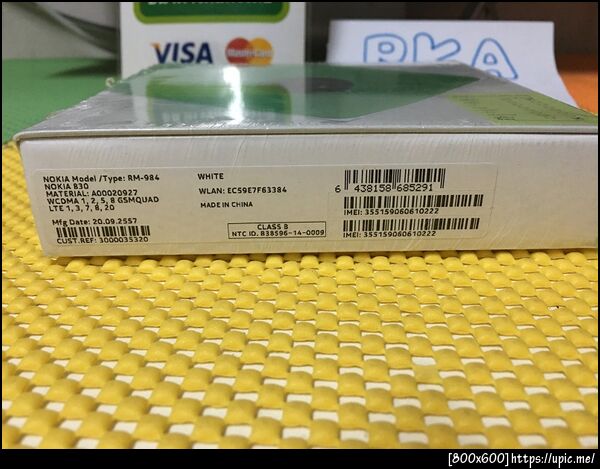 VISA
MasterCard
PKA
NOKIA Model /Type: RM-984
NOKIA 830
MATERIAL: A00020927
WCDMA 1, 2, 5, 8 GSMQUAD
LTE 1, 3, 7, 8, 20
Mfg Date: 20.09.2557
CUST.REF: 3000035320
WHITE
WLAN: EC59E7F63384
MADE IN CHINA
CLASS B
NTC ID. B38596-14-0009
6 438158 685291
IMEI: 355159060610222
IMEI: 355159060610222
[800x600]https://upic.me/